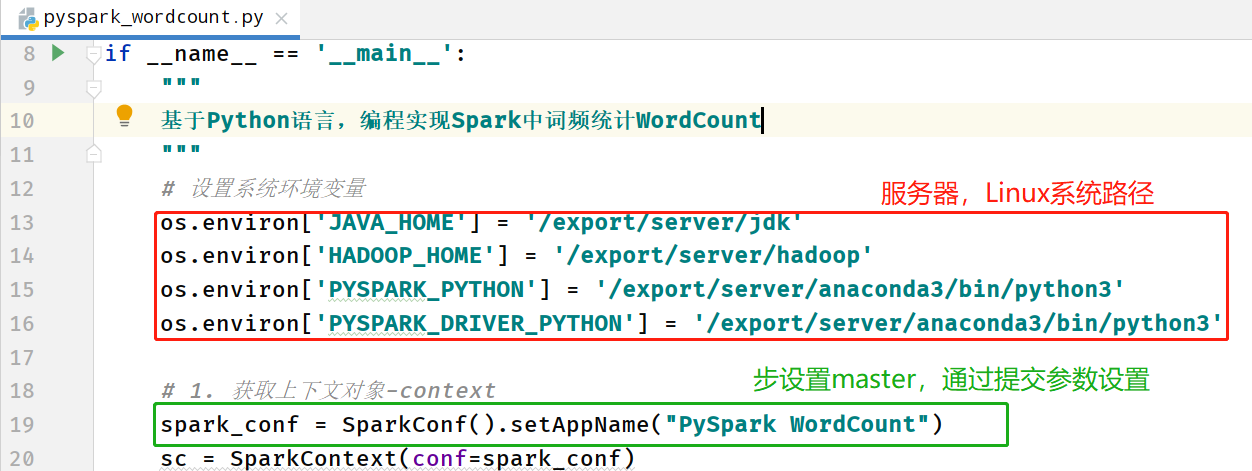 pyspark_wordcount.py
8 if __name__ == '__main__':
9 """
10 基于Python语言，编程实现Spark中词频统计WordCount
11 """
12 # 设置系统环境变量
服务器，Linux系统路径
13 os.environ['JAVA_HOME'] = '/export/server/jdk'
14 os.environ['HADOOP_HOME'] = '/export/server/hadoop'
15 os.environ['PYSPARK_PYTHON'] = '/export/server/anaconda3/bin/python3'
16 os.environ['PYSPARK_DRIVER_PYTHON'] = '/export/server/anaconda3/bin/python3'
17
18 # 1. 获取上下文对象-context
步设置master，通过提交参数设置
19 spark_conf = SparkConf().setAppName("PySpark WordCount")
20 sc = SparkContext(conf=spark_conf)